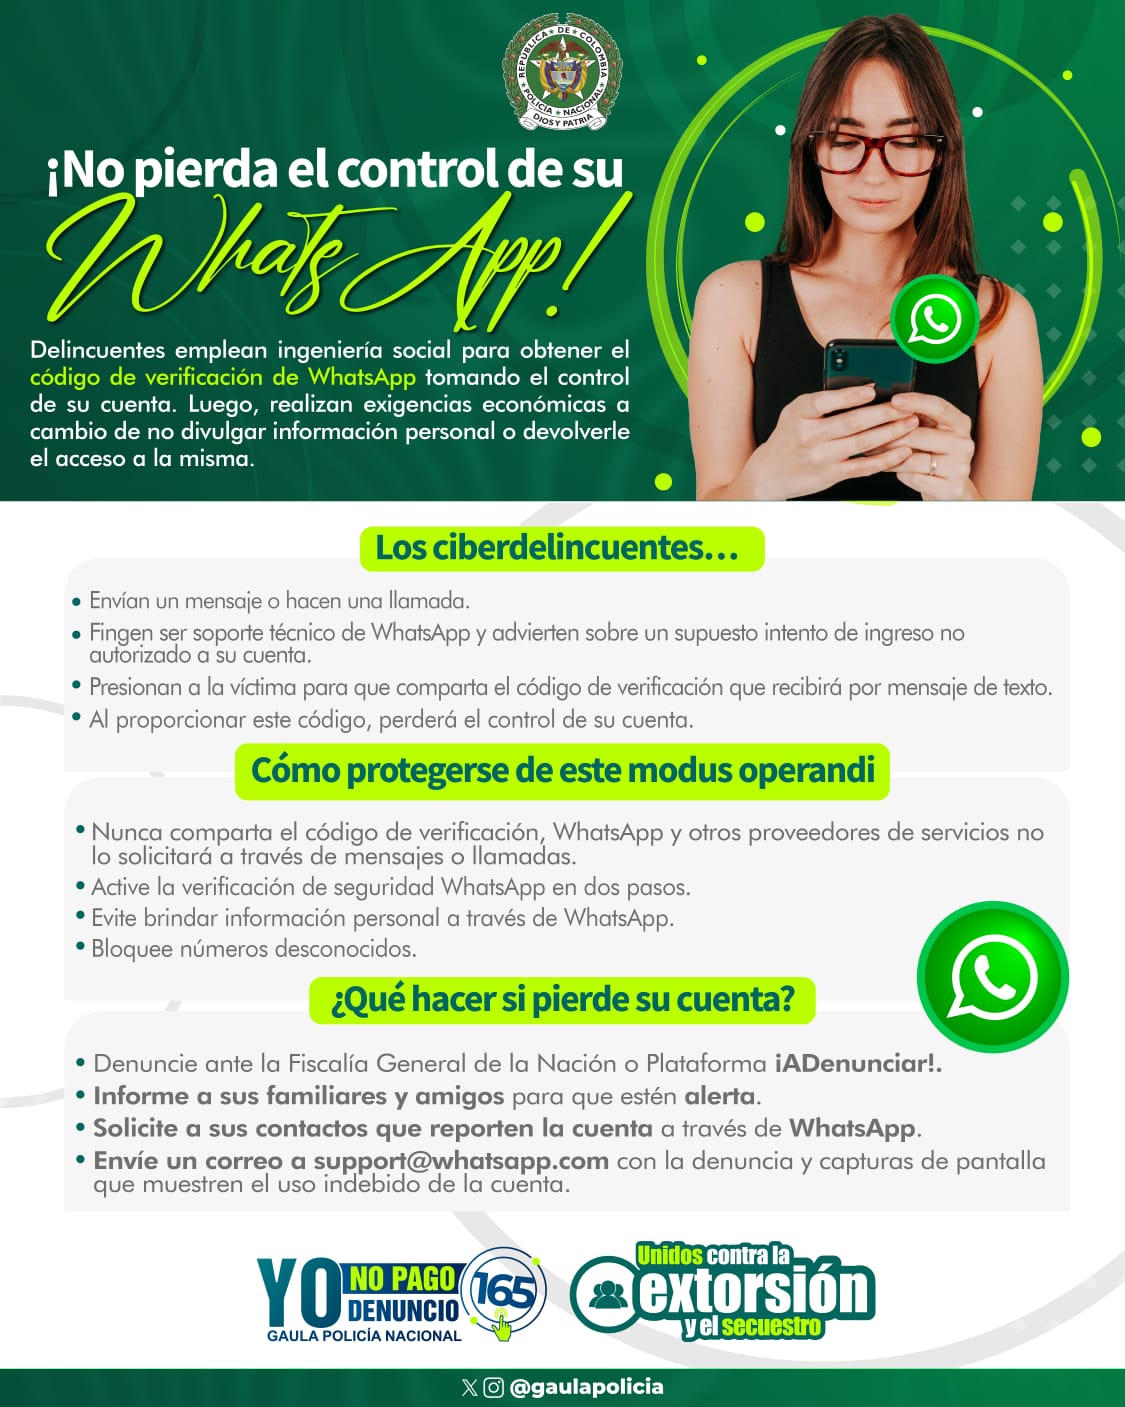 REPÚBLICA DE COLOMBIA
POLICÍA NACIONAL
DIOS Y PATRIA
¡No pierda el control de su
WhatsApp!
Delincuentes emplean ingeniería social para obtener el
código de verificación de WhatsApp tomando el control
de su cuenta. Luego, realizan exigencias económicas a
cambio de no divulgar información personal o devolverle
el acceso a la misma.
Los ciberdelincuentes...
• Envían un mensaje o hacen una llamada.
• Fingen ser soporte técnico de WhatsApp y advierten sobre un supuesto intento de ingreso no
autorizado a su cuenta.
• Presionan a la víctima para que comparta el código de verificación que recibirá por mensaje de texto.
• Al proporcionar este código, perderá el control de su cuenta.
Cómo protegerse de este modus operandi
• Nunca comparta el código de verificación, WhatsApp y otros proveedores de servicios no
lo solicitará a través de mensajes o llamadas.
• Active la verificación de seguridad WhatsApp en dos pasos.
• Evite brindar información personal a través de WhatsApp.
• Bloquee números desconocidos.
¿Qué hacer si pierde su cuenta?
• Denuncie ante la Fiscalía General de la Nación o Plataforma ¡ADenunciar!.
• Informe a sus familiares y amigos para que estén alerta.
• Solicite a sus contactos que reporten la cuenta a través de WhatsApp.
• Envíe un correo a support@whatsapp.com con la denuncia y capturas de pantalla
que muestren el uso indebido de la cuenta.
YO NO PAGO
DENUNCIO
165
GAULA POLICÍA NACIONAL
Unidos contra la
extorsión
y el secuestro
@gaulapolicia